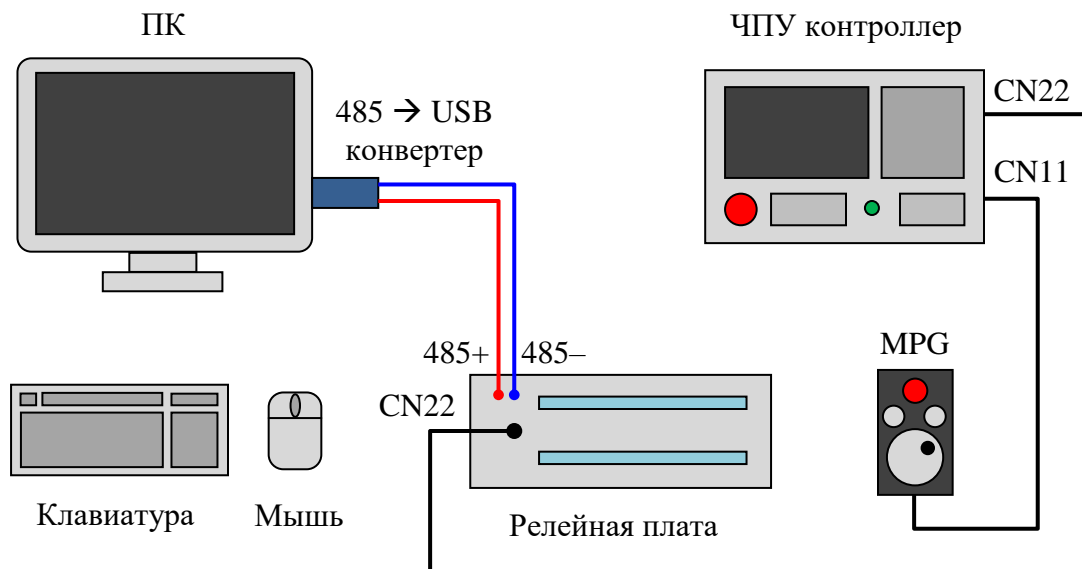 ПК
ЧПУ контроллер
485 → USB
конвертер
CN22
CN11
485+
485–
MPG
CN22
Клавиатура
Мышь
Релейная плата